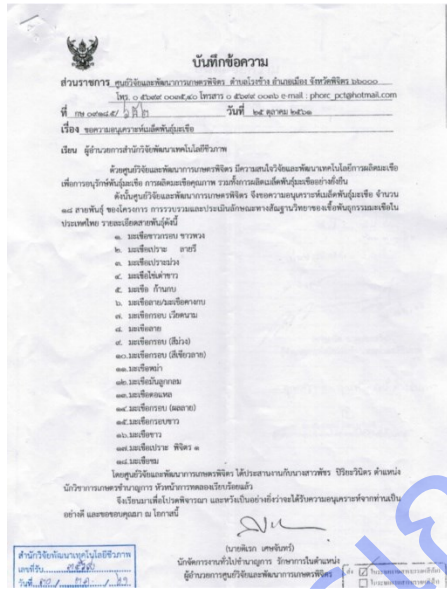 บันทึกข้อความ
ส่วนราชการ ศูนย์วิจัยและพัฒนาการเกษตรพิจิตร ตำบลโรงช้าง อำเภอเมือง จังหวัดพิจิตร ๖๖๐๐๐
โทร. โทรสาร e-mail : phorc_pct@hotmail.com
ที่ กษ วันที่ ๒๕ ตุลาคม ๒๕๖๑
เรื่อง ขอความอนุเคราะห์เมล็ดพันธุ์มะเขือ
เรียน ผู้อำนวยการสำนักวิจัยพัฒนาเทคโนโลยีชีวภาพ
ด้วยศูนย์วิจัยและพัฒนาการเกษตรพิจิตร มีความสนใจวิจัยและพัฒนาเทคโนโลยีการผลิตมะเขือ
เพื่อการอนุรักษ์พันธุ์มะเขือ การผลิตมะเขือคุณภาพ รวมทั้งการผลิตเมล็ดพันธุ์มะเขืออย่างยั่งยืน
ดังนั้นศูนย์วิจัยและพัฒนาการเกษตรพิจิตร จึงขอความอนุเคราะห์เมล็ดพันธุ์มะเขือ จำนวน
๑๘ สายพันธุ์ ของโครงการ การรวบรวมและประเมินลักษณะทางสัณฐานวิทยาของเชื้อพันธุกรรมมะเขือใน
ประเทศไทย รายละเอียดสายพันธุ์ดังนี้
๑. มะเขือขาวกรอบ ขาวพวง
๒. มะเขือเปราะ ลายรี
๓. มะเขือเปราะม่วง
๔. มะเขือไข่เต่าขาว
๕. มะเขือ ก้านกบ
๖. มะเขือลาย/มะเขือคางกบ
๗. มะเขือกรอบ เวียดนาม
๘. มะเขือลาย
๙. มะเขือกรอบ (สีม่วง)
๑๐. มะเขือกรอบ (สีเขียวลาย)
๑๑. มะเขือพม่า
๑๒. มะเขือมันลูกกลม
๑๓. มะเขือตอแหล
๑๔. มะเขือกรอบ (ผลลาย)
๑๕. มะเขือกรอบขาว
๑๖. มะเขือขาว
๑๗. มะเขือเปราะ พิจิตร ๑
๑๘. มะเขือขม
โดยศูนย์วิจัยและพัฒนาการเกษตรพิจิตร ได้ประสานงานกับนางสาวพัชร ปิริยะวินิตร ตำแหน่ง
นักวิชาการเกษตรชำนาญการ หัวหน้าการทดลองเรียบร้อยแล้ว
จึงเรียนมาเพื่อโปรดพิจารณา และหวังเป็นอย่างยิ่งว่าจะได้รับความอนุเคราะห์จากท่านเป็น
อย่างดี และขอขอบคุณมา ณ โอกาสนี้
นักจัดการงานทั่วไปชำนาญการ รักษาการในตำแหน่ง
ผู้อำนวยการศูนย์วิจัยและพัฒนาการเกษตรพิจิตร
สำนักวิจัยพัฒนาเทคโนโลยีชีวภาพ
เลขที่รับ
วันที่